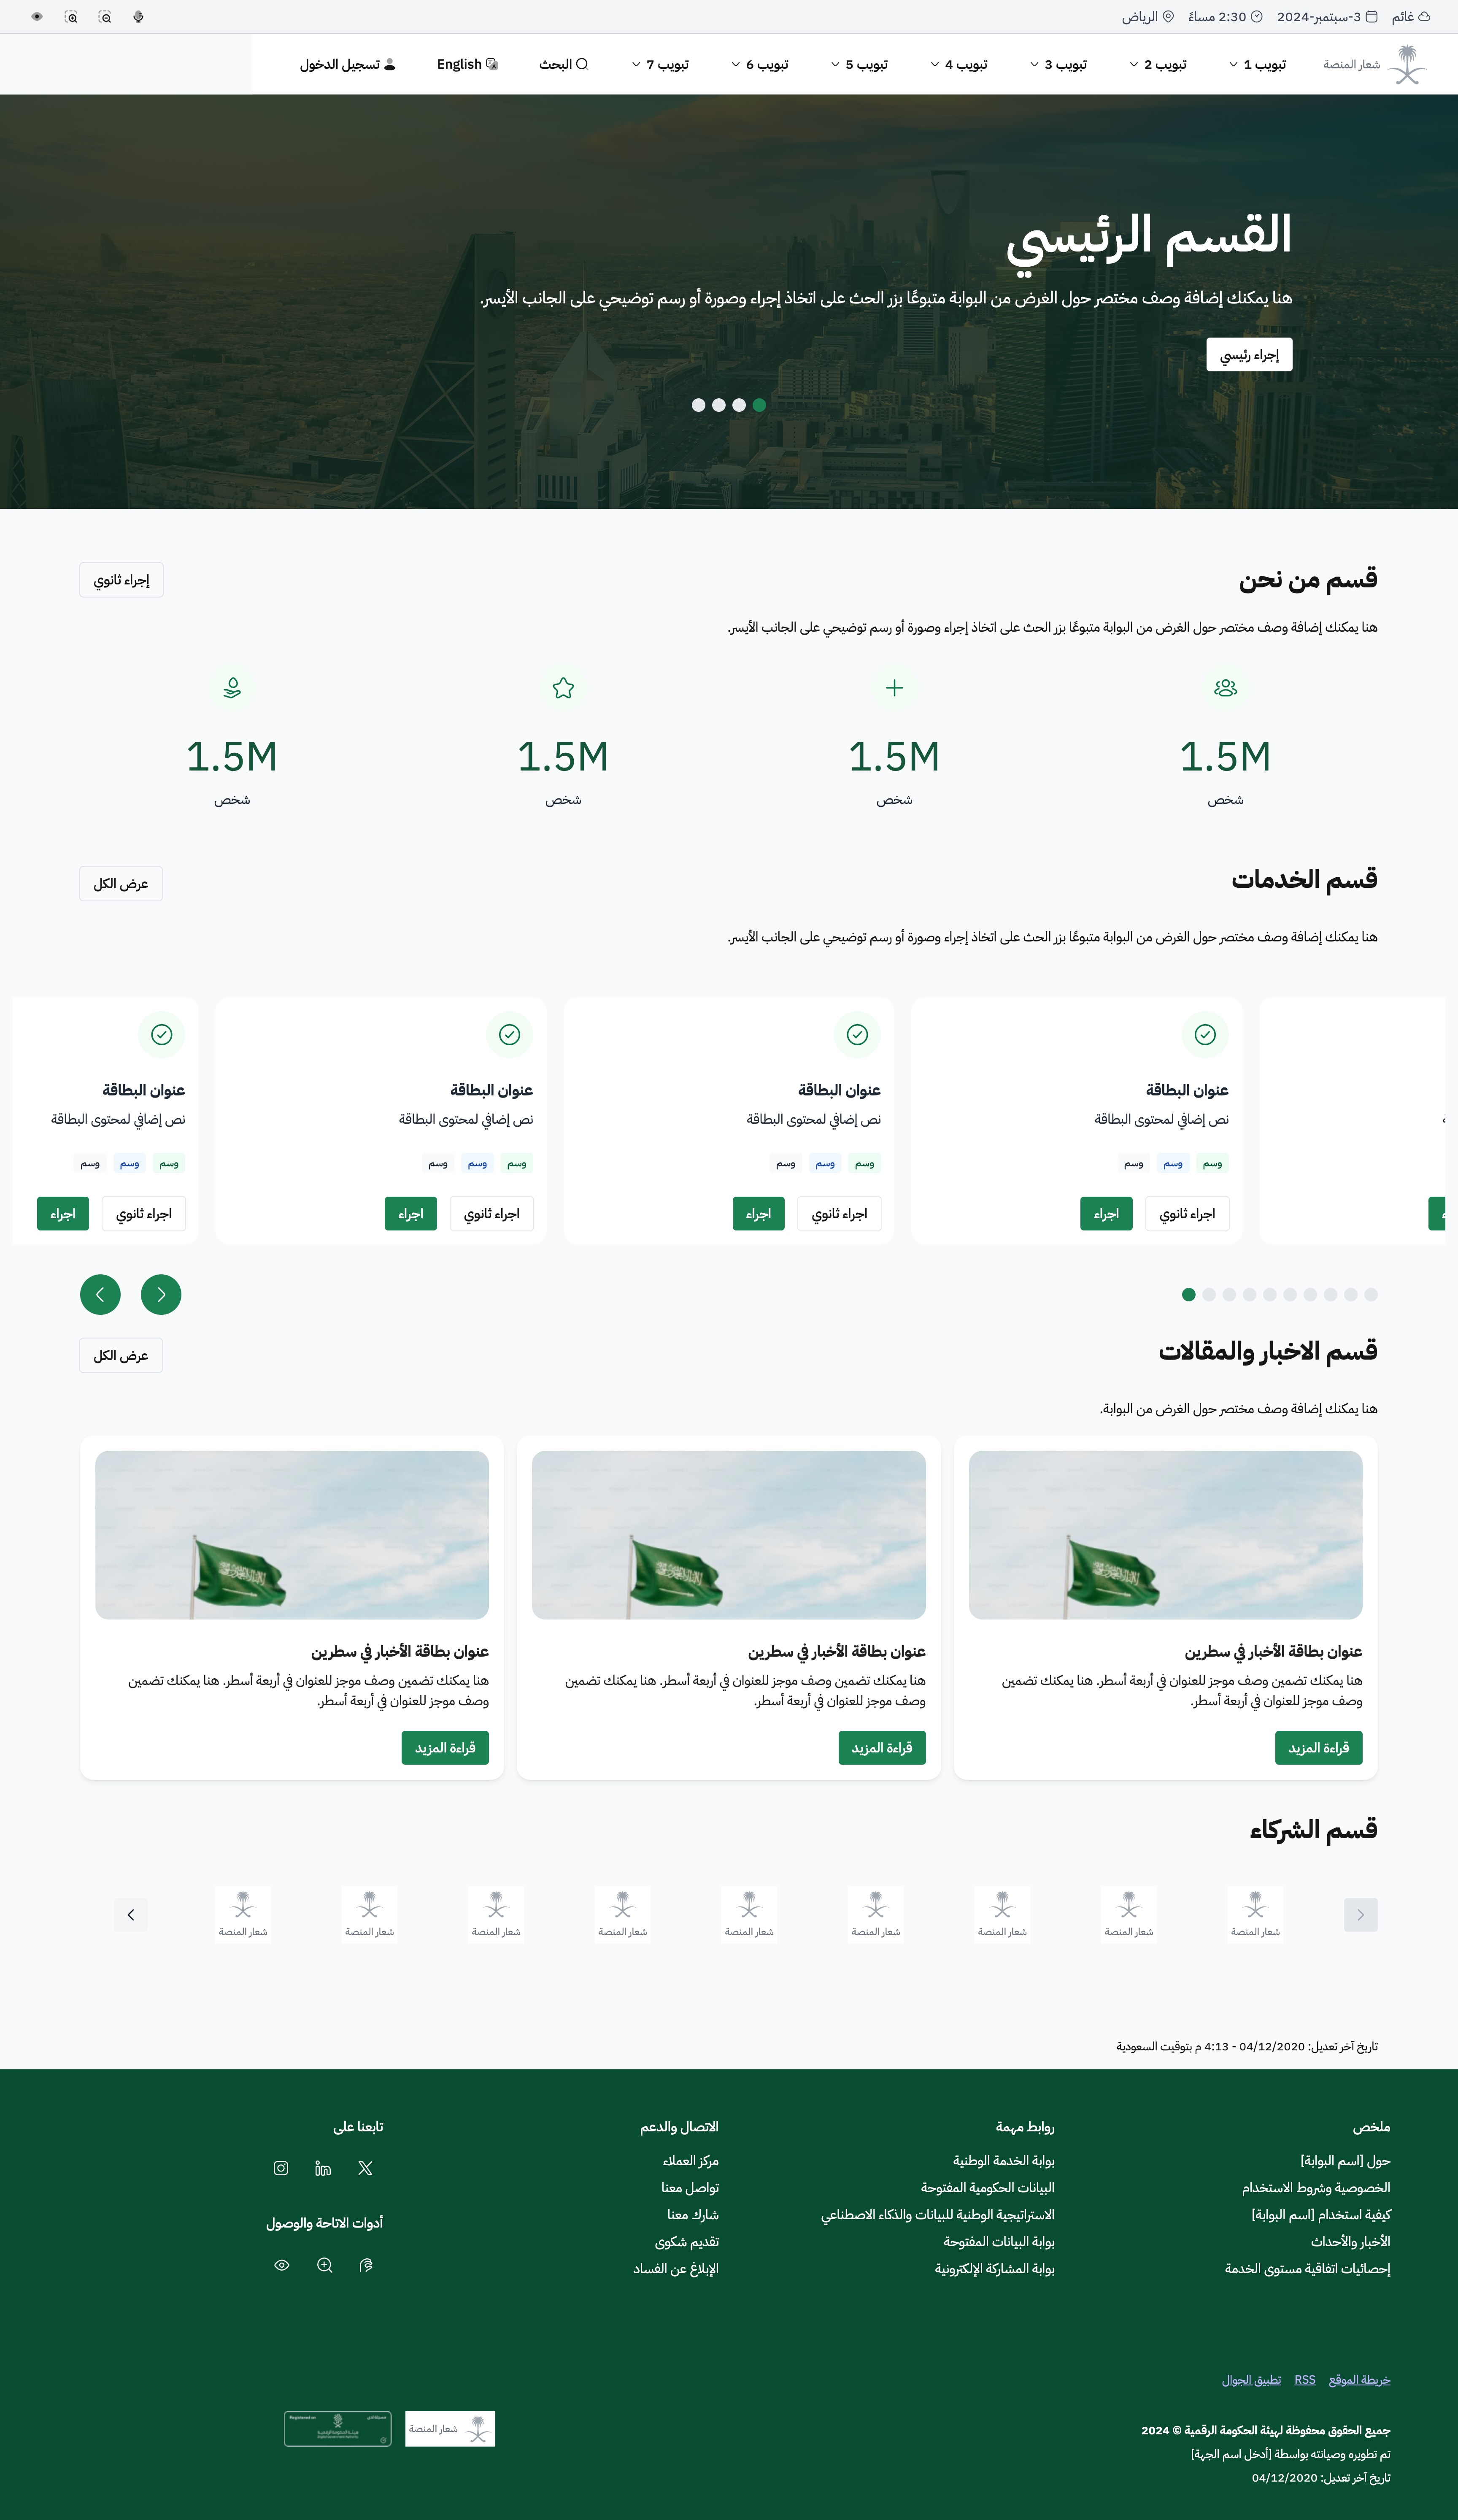 غائم
3-سبتمبر-2024
2:30 مساءً
الرياض
شعار المنصة
تبويب 1
تبويب 2
تبويب 3
تبويب 4
تبويب 5
تبويب 6
تبويب 7
البحث
English
تسجيل الدخول
القسم الرئيسي
هنا يمكنك إضافة وصف مختصر حول الغرض من البوابة متبوعًا بزر الحث على اتخاذ إجراء وصورة أو رسم توضيحي على الجانب الأيسر.
إجراء رئيسي
قسم من نحن
إجراء ثانوي
هنا يمكنك إضافة وصف مختصر حول الغرض من البوابة متبوعًا بزر الحث على اتخاذ إجراء وصورة أو رسم توضيحي على الجانب الأيسر.
1.5M
شخص
1.5M
شخص
1.5M
شخص
1.5M
شخص
قسم الخدمات
عرض الكل
هنا يمكنك إضافة وصف مختصر حول الغرض من البوابة متبوعًا بزر الحث على اتخاذ إجراء وصورة أو رسم توضيحي على الجانب الأيسر.
عنوان البطاقة
نص إضافي لمحتوى البطاقة
وسم
وسم
وسم
اجراء ثانوي
اجراء
عنوان البطاقة
نص إضافي لمحتوى البطاقة
وسم
وسم
وسم
اجراء ثانوي
اجراء
عنوان البطاقة
نص إضافي لمحتوى البطاقة
وسم
وسم
وسم
اجراء ثانوي
اجراء
عنوان البطاقة
نص إضافي لمحتوى البطاقة
وسم
وسم
وسم
اجراء ثانوي
اجراء
قسم الاخبار والمقالات
عرض الكل
هنا يمكنك إضافة وصف مختصر حول الغرض من البوابة.
عنوان بطاقة الأخبار في سطرين
هنا يمكنك تضمين وصف موجز للعنوان في أربعة أسطر. هنا يمكنك تضمين
وصف موجز للعنوان في أربعة أسطر.
قراءة المزيد
عنوان بطاقة الأخبار في سطرين
هنا يمكنك تضمين وصف موجز للعنوان في أربعة أسطر. هنا يمكنك تضمين
وصف موجز للعنوان في أربعة أسطر.
قراءة المزيد
عنوان بطاقة الأخبار في سطرين
هنا يمكنك تضمين وصف موجز للعنوان في أربعة أسطر. هنا يمكنك تضمين
وصف موجز للعنوان في أربعة أسطر.
قراءة المزيد
قسم الشركاء
شعار المنصة
شعار المنصة
شعار المنصة
شعار المنصة
شعار المنصة
شعار المنصة
شعار المنصة
شعار المنصة
شعار المنصة
تاريخ آخر تعديل: 04/12/2020 - 4:13 م بتوقيت السعودية
ملخص
حول [اسم البوابة]
الخصوصية وشروط الاستخدام
كيفية استخدام [اسم البوابة]
الأخبار والأحداث
إحصائيات اتفاقية مستوى الخدمة
روابط مهمة
بوابة الخدمة الوطنية
البيانات الحكومية المفتوحة
الاستراتيجية الوطنية للبيانات والذكاء الاصطناعي
بوابة البيانات المفتوحة
بوابة المشاركة الإلكترونية
الاتصال والدعم
مركز العملاء
تواصل معنا
شارك معنا
تقديم شكوى
الإبلاغ عن الفساد
تابعنا على
أدوات الاتاحة والوصول
خريطة الموقع
RSS
تطبيق الجوال
جميع الحقوق محفوظة لهيئة الحكومة الرقمية © 2024
تم تطويره وصيانته بواسطة [أدخل اسم الجهة]
تاريخ آخر تعديل: 04/12/2020
شعار المنصة
Registered on